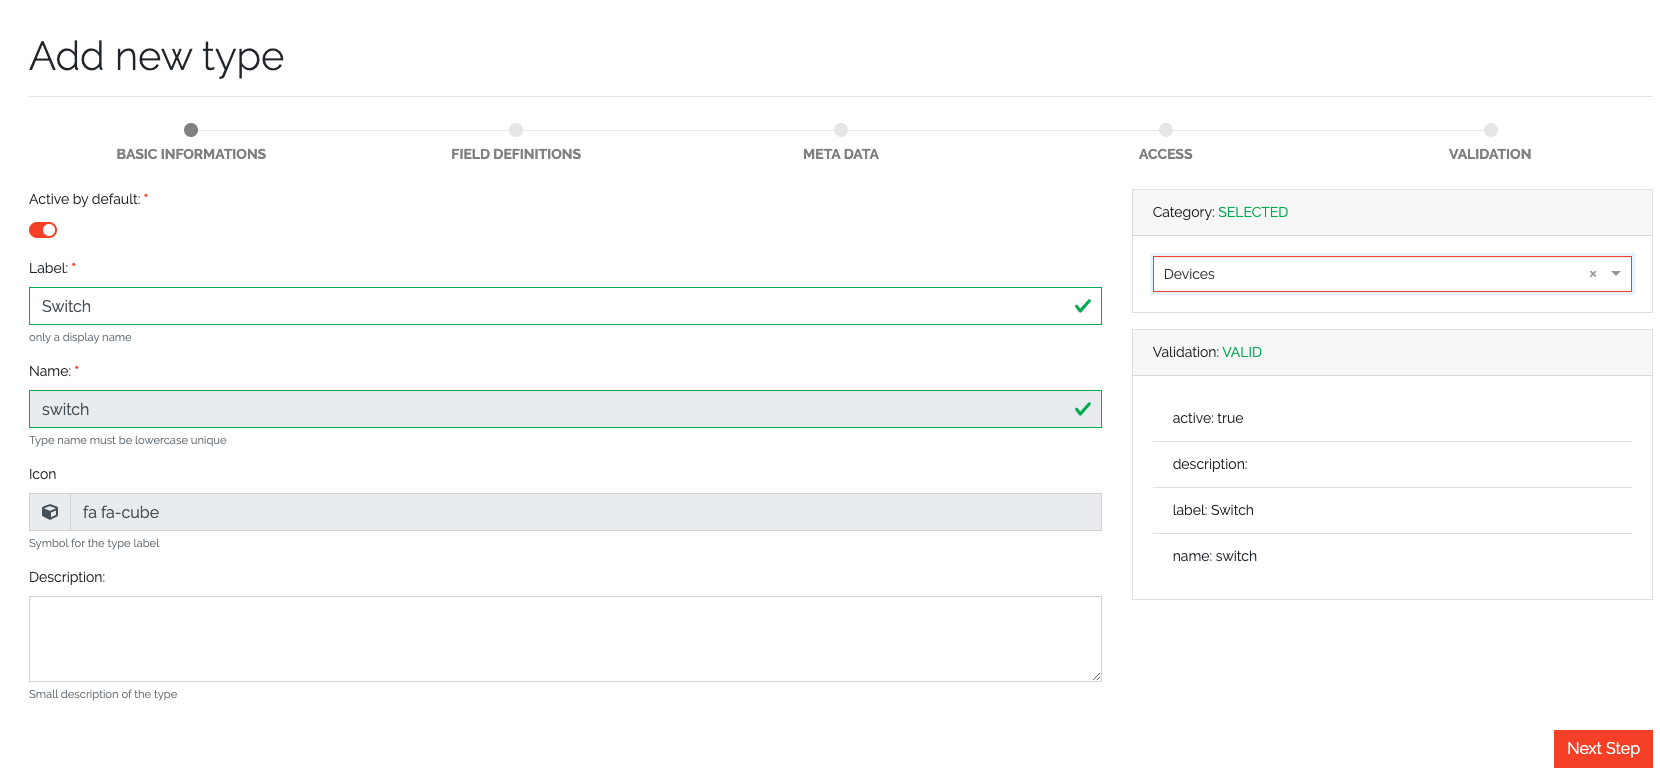 Add new type
BASIC INFORMATIONS
FIELD DEFINITIONS
META DATA
ACCESS
VALIDATION
Active by default: *
Label: *
Switch
only a display name
Name: *
switch
Type name must be lowercase unique
Icon
fa fa-cube
Symbol for the type label
Description:
Small description of the type
Category: SELECTED
Devices ×
Validation: VALID
active: true
description:
label: Switch
name: switch
Next Step